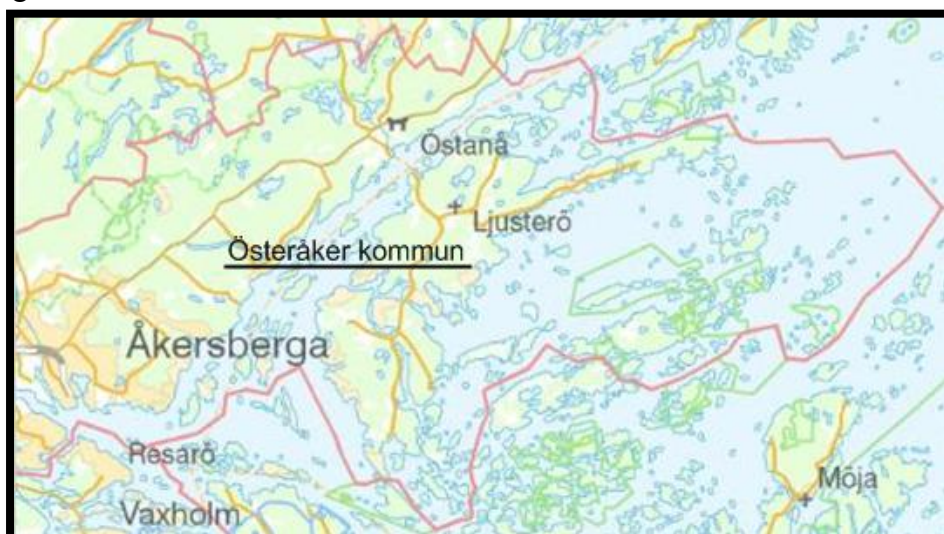 Östanå
Ljusterö
Österåker kommun
Åkersberga
Resarö
Möja
Vaxholm